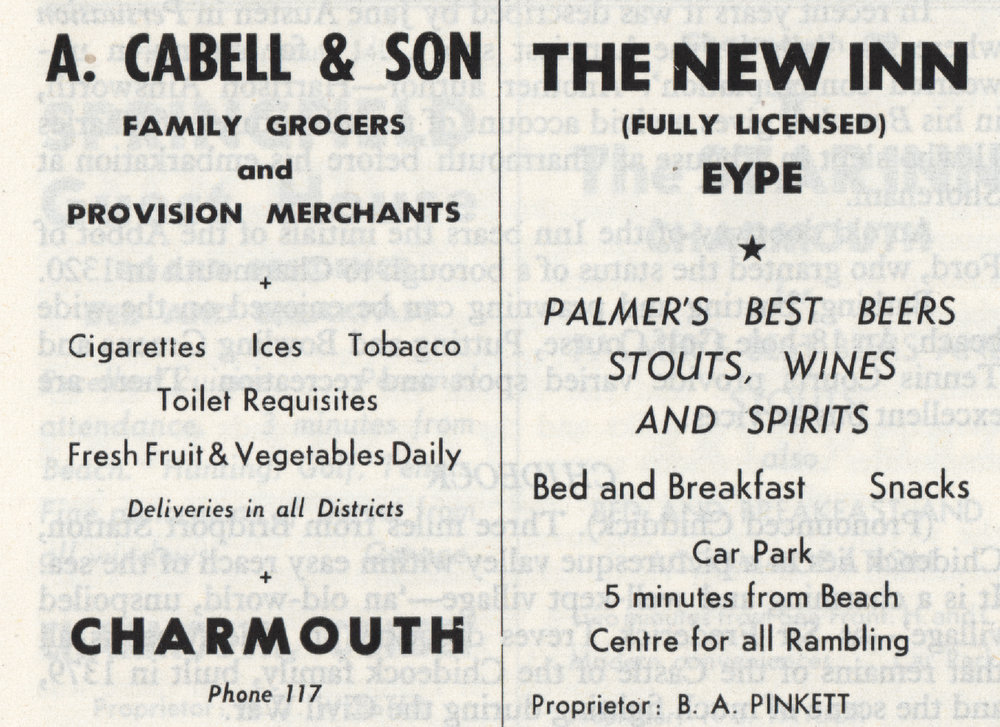 A. CABELL & SON
FAMILY GROCERS
and
PROVISION MERCHANTS
+
Cigarettes Ices Tobacco
Toilet Requisites
Fresh Fruit & Vegetables Daily
Deliveries in all Districts
+
CHARMOUTH
Phone 117
THE NEW INN
(FULLY LICENSED)
EYPE
★
PALMER'S BEST BEERS
STOUTS, WINES
AND SPIRITS
Bed and Breakfast Snacks
Car Park
5 minutes from Beach
Centre for all Rambling
Proprietor: B. A. PINKETT